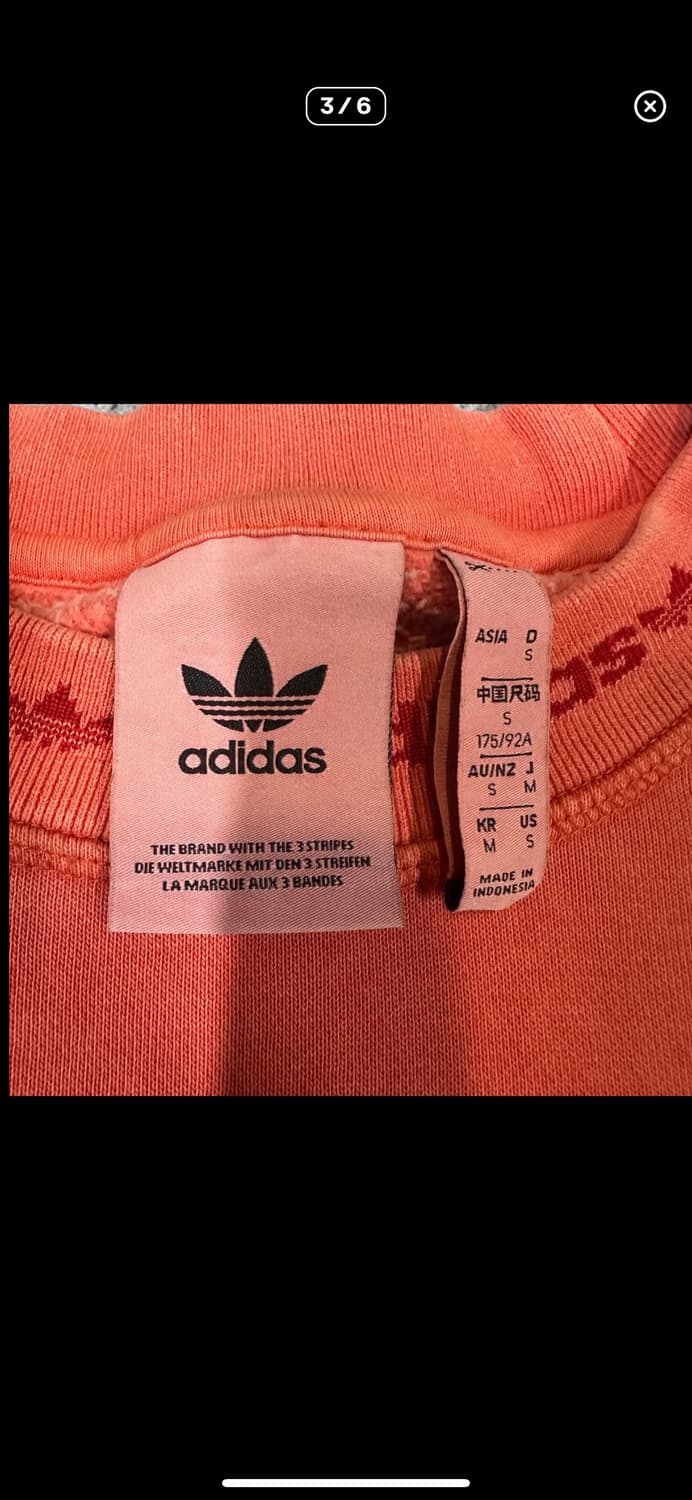 3/6
adidas
THE BRAND WITH THE 3 STRIPES
DIE WELTMARKE MIT DEN 3 STREIFEN
LA MARQUE AUX 3 BANDES
ASIA D
S
中国尺码
S
175/92A
AU/NZ J
S M
KR US
M S
MADE IN
INDONESIA
as